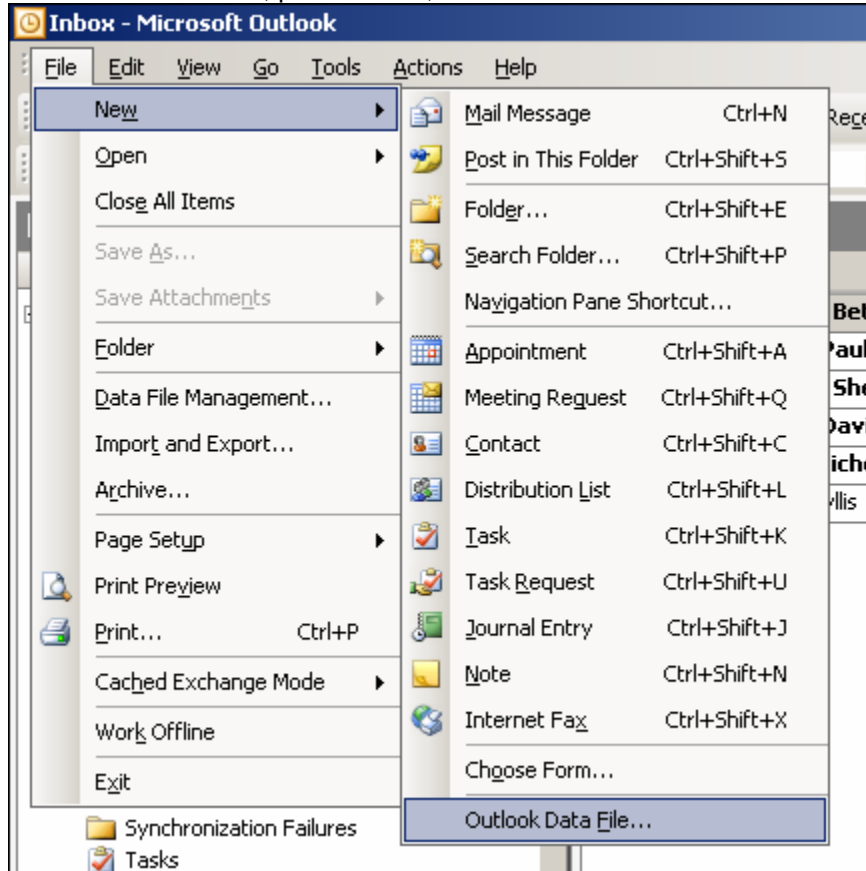 Inbox - Microsoft Outlook
File Edit View Go Tools Actions Help
New
Open
Close All Items
Save As...
Save Attachments
Folder
Data File Management...
Import and Export...
Archive...
Page Setup
Print Preview
Print... Ctrl+P
Cached Exchange Mode
Work Offline
Exit
Mail Message Ctrl+N
Post in This Folder Ctrl+Shift+S
Folder... Ctrl+Shift+E
Search Folder... Ctrl+Shift+P
Navigation Pane Shortcut...
Appointment Ctrl+Shift+A
Meeting Request Ctrl+Shift+Q
Contact Ctrl+Shift+C
Distribution List Ctrl+Shift+L
Task Ctrl+Shift+K
Task Request Ctrl+Shift+U
Journal Entry Ctrl+Shift+J
Note Ctrl+Shift+N
Internet Fax Ctrl+Shift+X
Choose Form...
Outlook Data File...
Synchronization Failures
Tasks